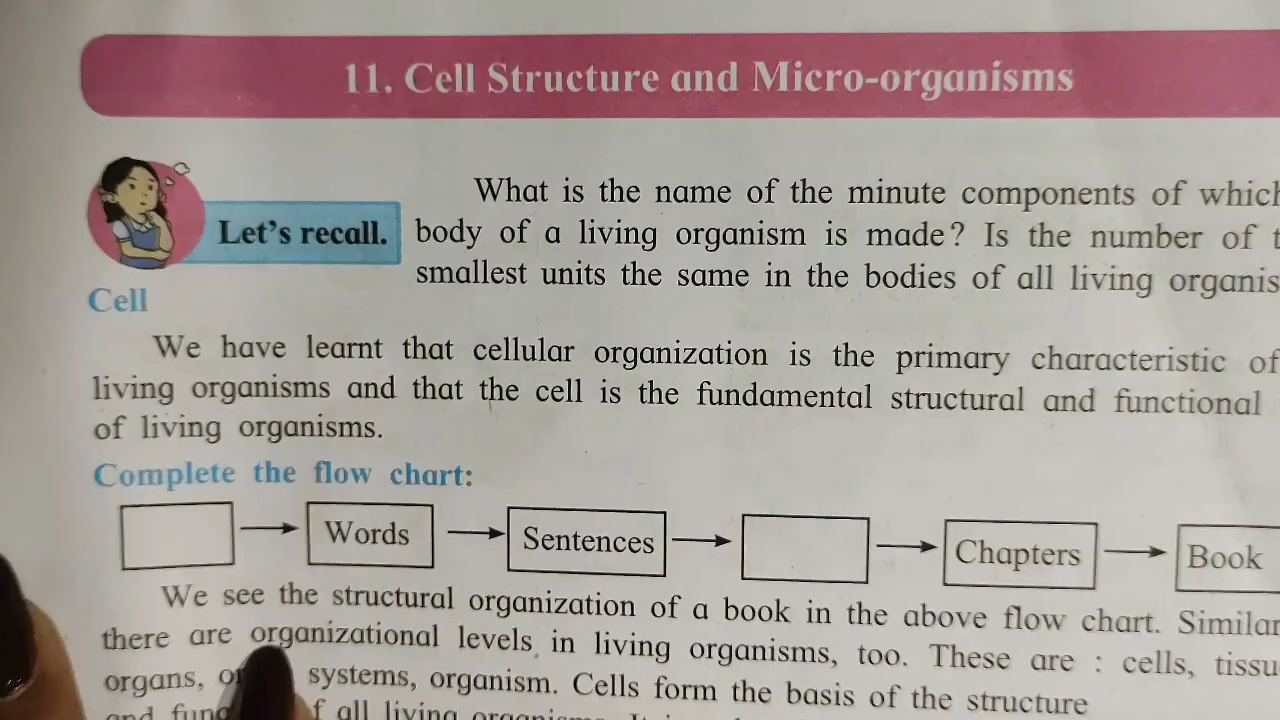 11. Cell Structure and Micro-organisms
What is the name of the minute components of which
Let's recall. body of a living organism is made? Is the number of
smallest units the same in the bodies of all living
Cell
We have learnt that cellular organization is the primary characteristic of
living organisms and that the cell is the fundamental structural and functional
of living organisms.
Complete the flow chart:
Words Sentences Chapters Book
We see the structural organization of a book in the above flow chart.
there are organizational levels in living organisms, too. These are : cells,
organs, systems, organism. Cells form the basis of the structure
and of all living